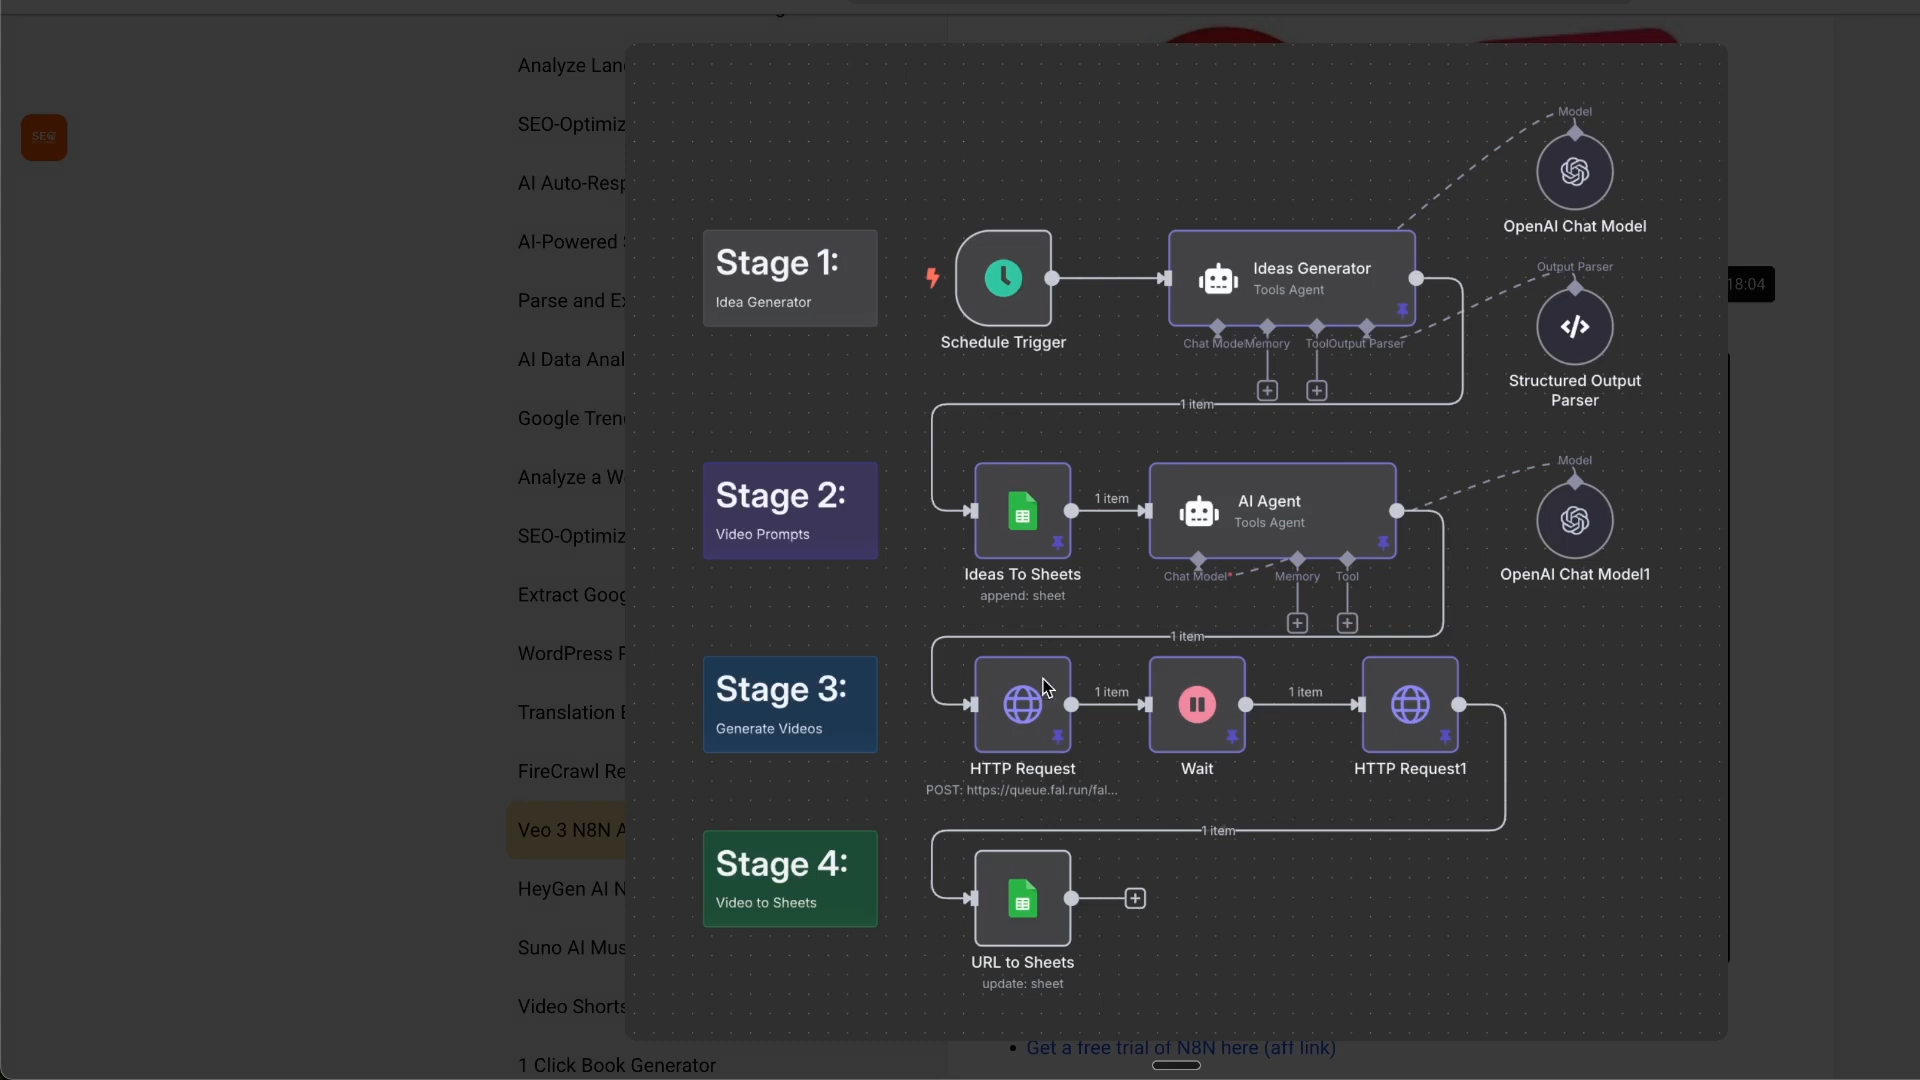 Analyze Lan
SEO-Optimiz
AI Auto-Resp
AI-Powered
Parse and Ex
AI Data Anal
Google Tren
Analyze a W
SEO-Optimiz
Extract Goog
WordPress F
Translation E
FireCrawl Re
Veo 3 N8N A
HeyGen AI N
Suno AI Mus
Video Shorts
1 Click Book Generator
SEO
Stage 1:
Idea Generator
Schedule Trigger
Ideas Generator
Tools Agent
Chat Mode
Memory
Tool
Output Parser
Model
OpenAI Chat Model
Output Parser
Structured Output
Parser
18:04
1 item
Stage 2:
Video Prompts
Ideas To Sheets
append: sheet
1 item
AI Agent
Tools Agent
Chat Model*
Memory
Tool
Model
OpenAI Chat Model1
1 item
Stage 3:
Generate Videos
HTTP Request
POST: https://queue.fal.run/fal...
1 item
Wait
1 item
HTTP Request1
1 item
Stage 4:
Video to Sheets
URL to Sheets
update: sheet
• Get a free trial of N8N here (aff link)